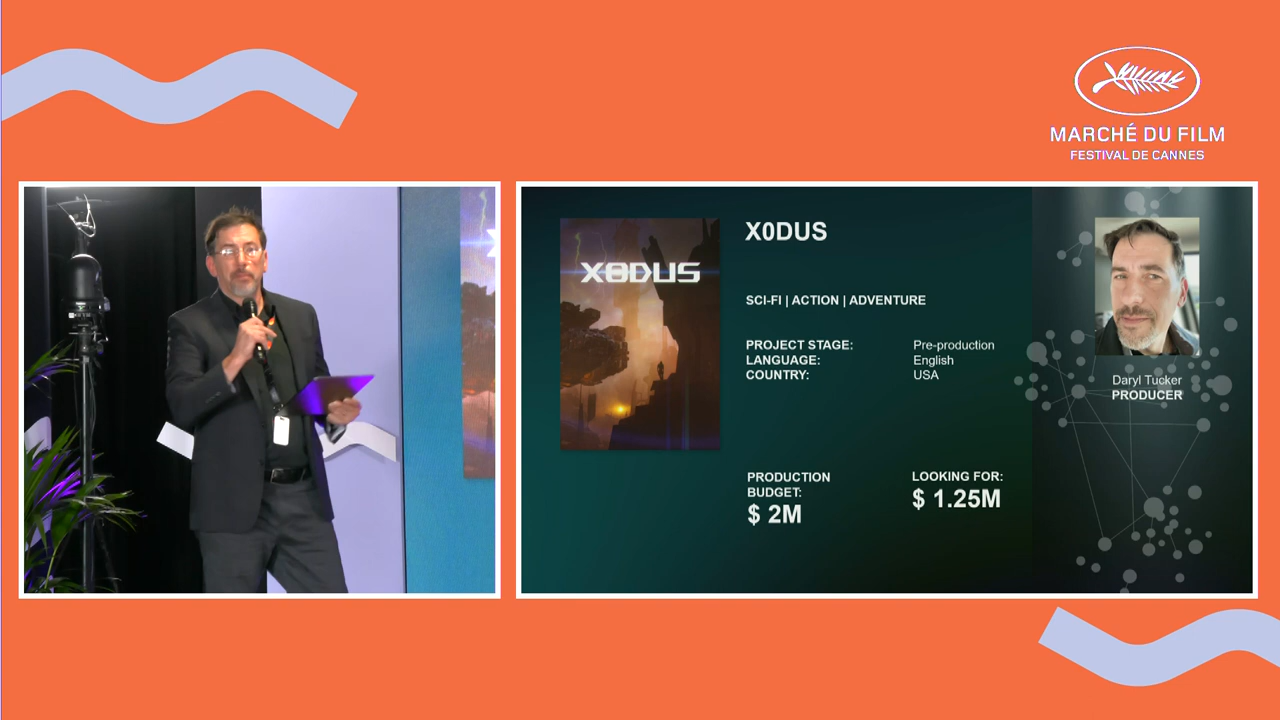 MARCHÉ DU FILM
FESTIVAL DE CANNES
XODUS
X0DUS
SCI-FI | ACTION | ADVENTURE
PROJECT STAGE: Pre-production
LANGUAGE: English
COUNTRY: USA
PRODUCTION
BUDGET:
$ 2M
LOOKING FOR:
$ 1.25M
Daryl Tucker
PRODUCER